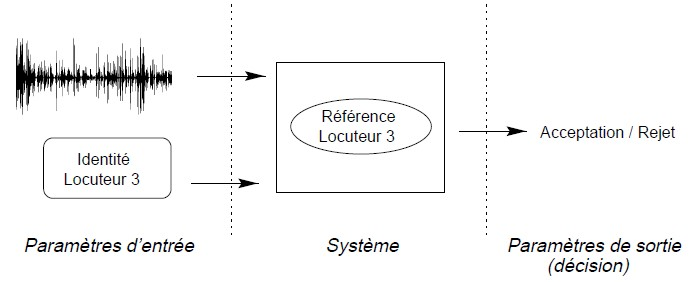 Référence
Locuteur 3
Identité
Locuteur 3
Acceptation / Rejet
Paramètres d'entrée
Système
Paramètres de sortie
(décision)